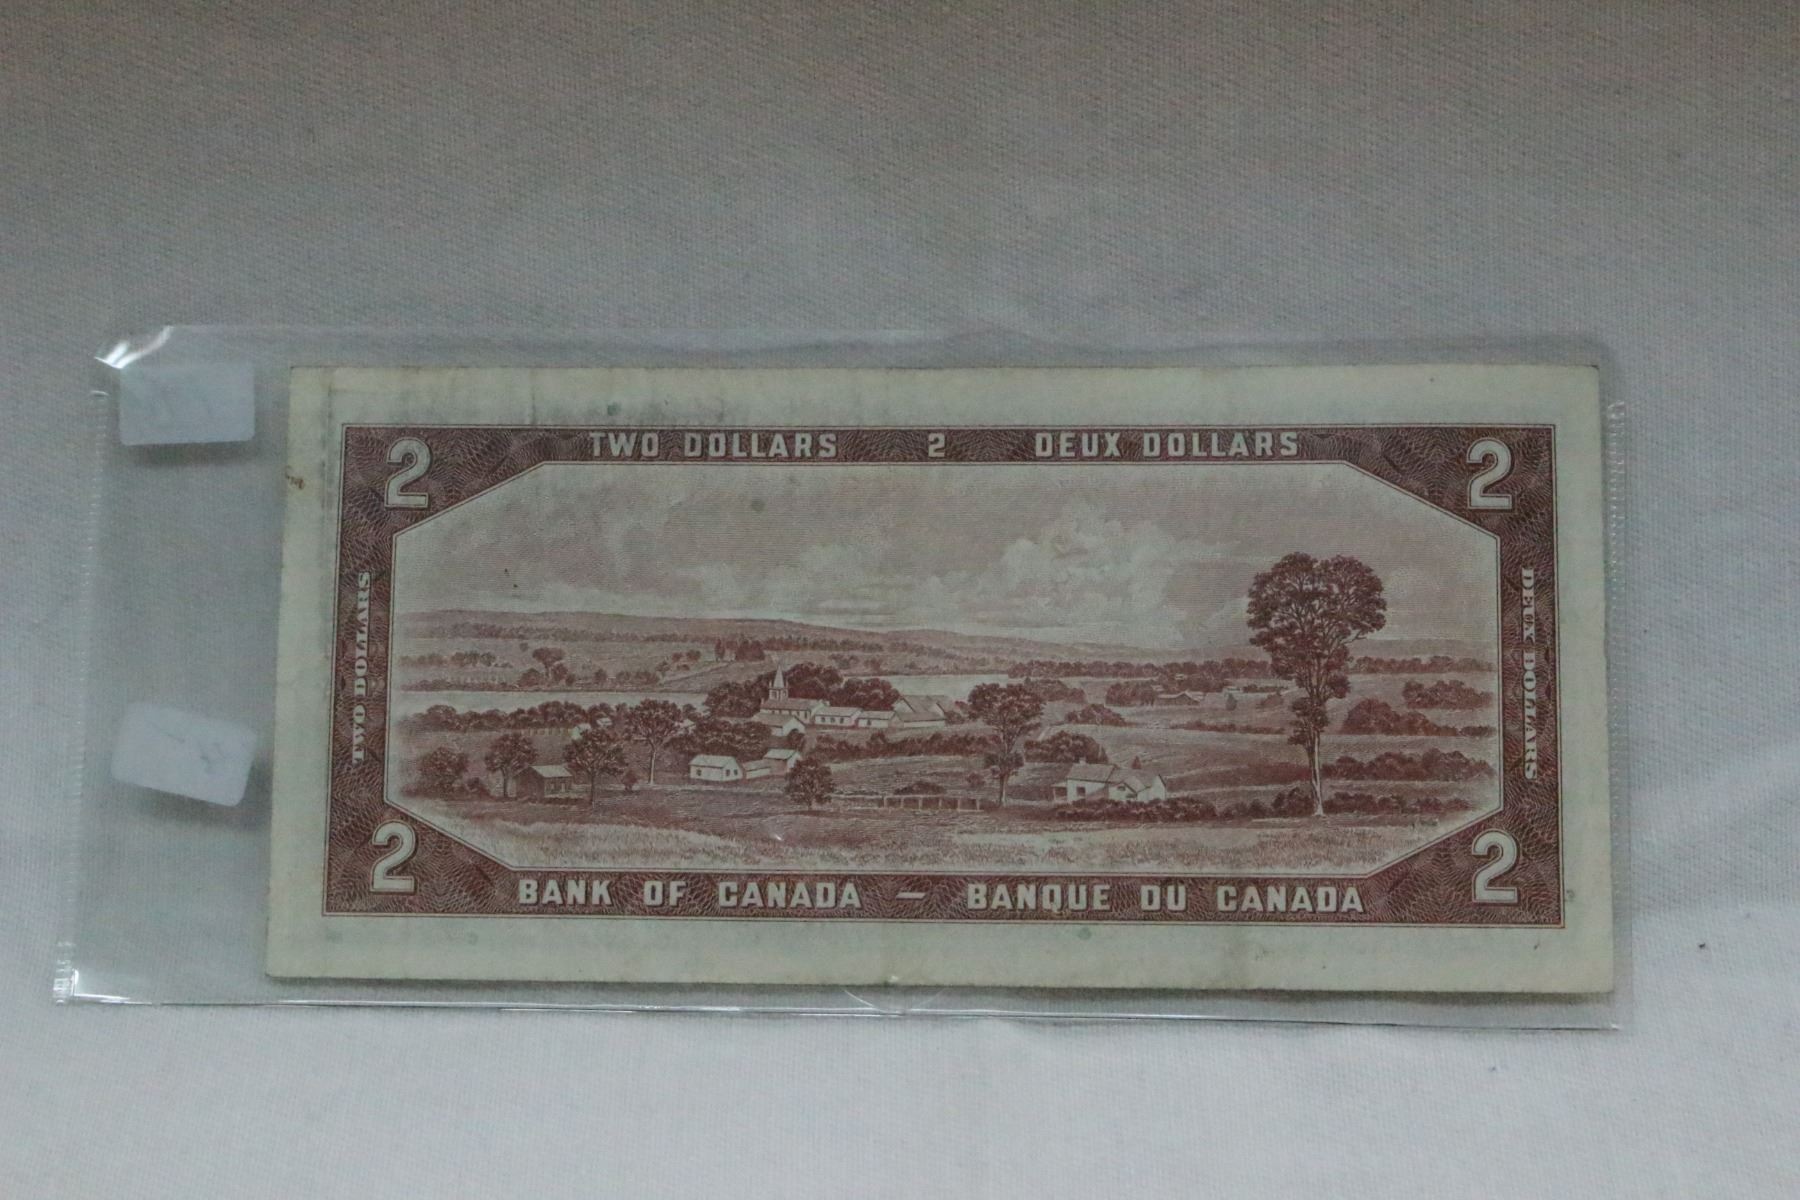 2 TWO DOLLARS 2 DEUX DOLLARS 2
TWO DOLLARS
DEUX DOLLARS
2 BANK OF CANADA — BANQUE DU CANADA 2